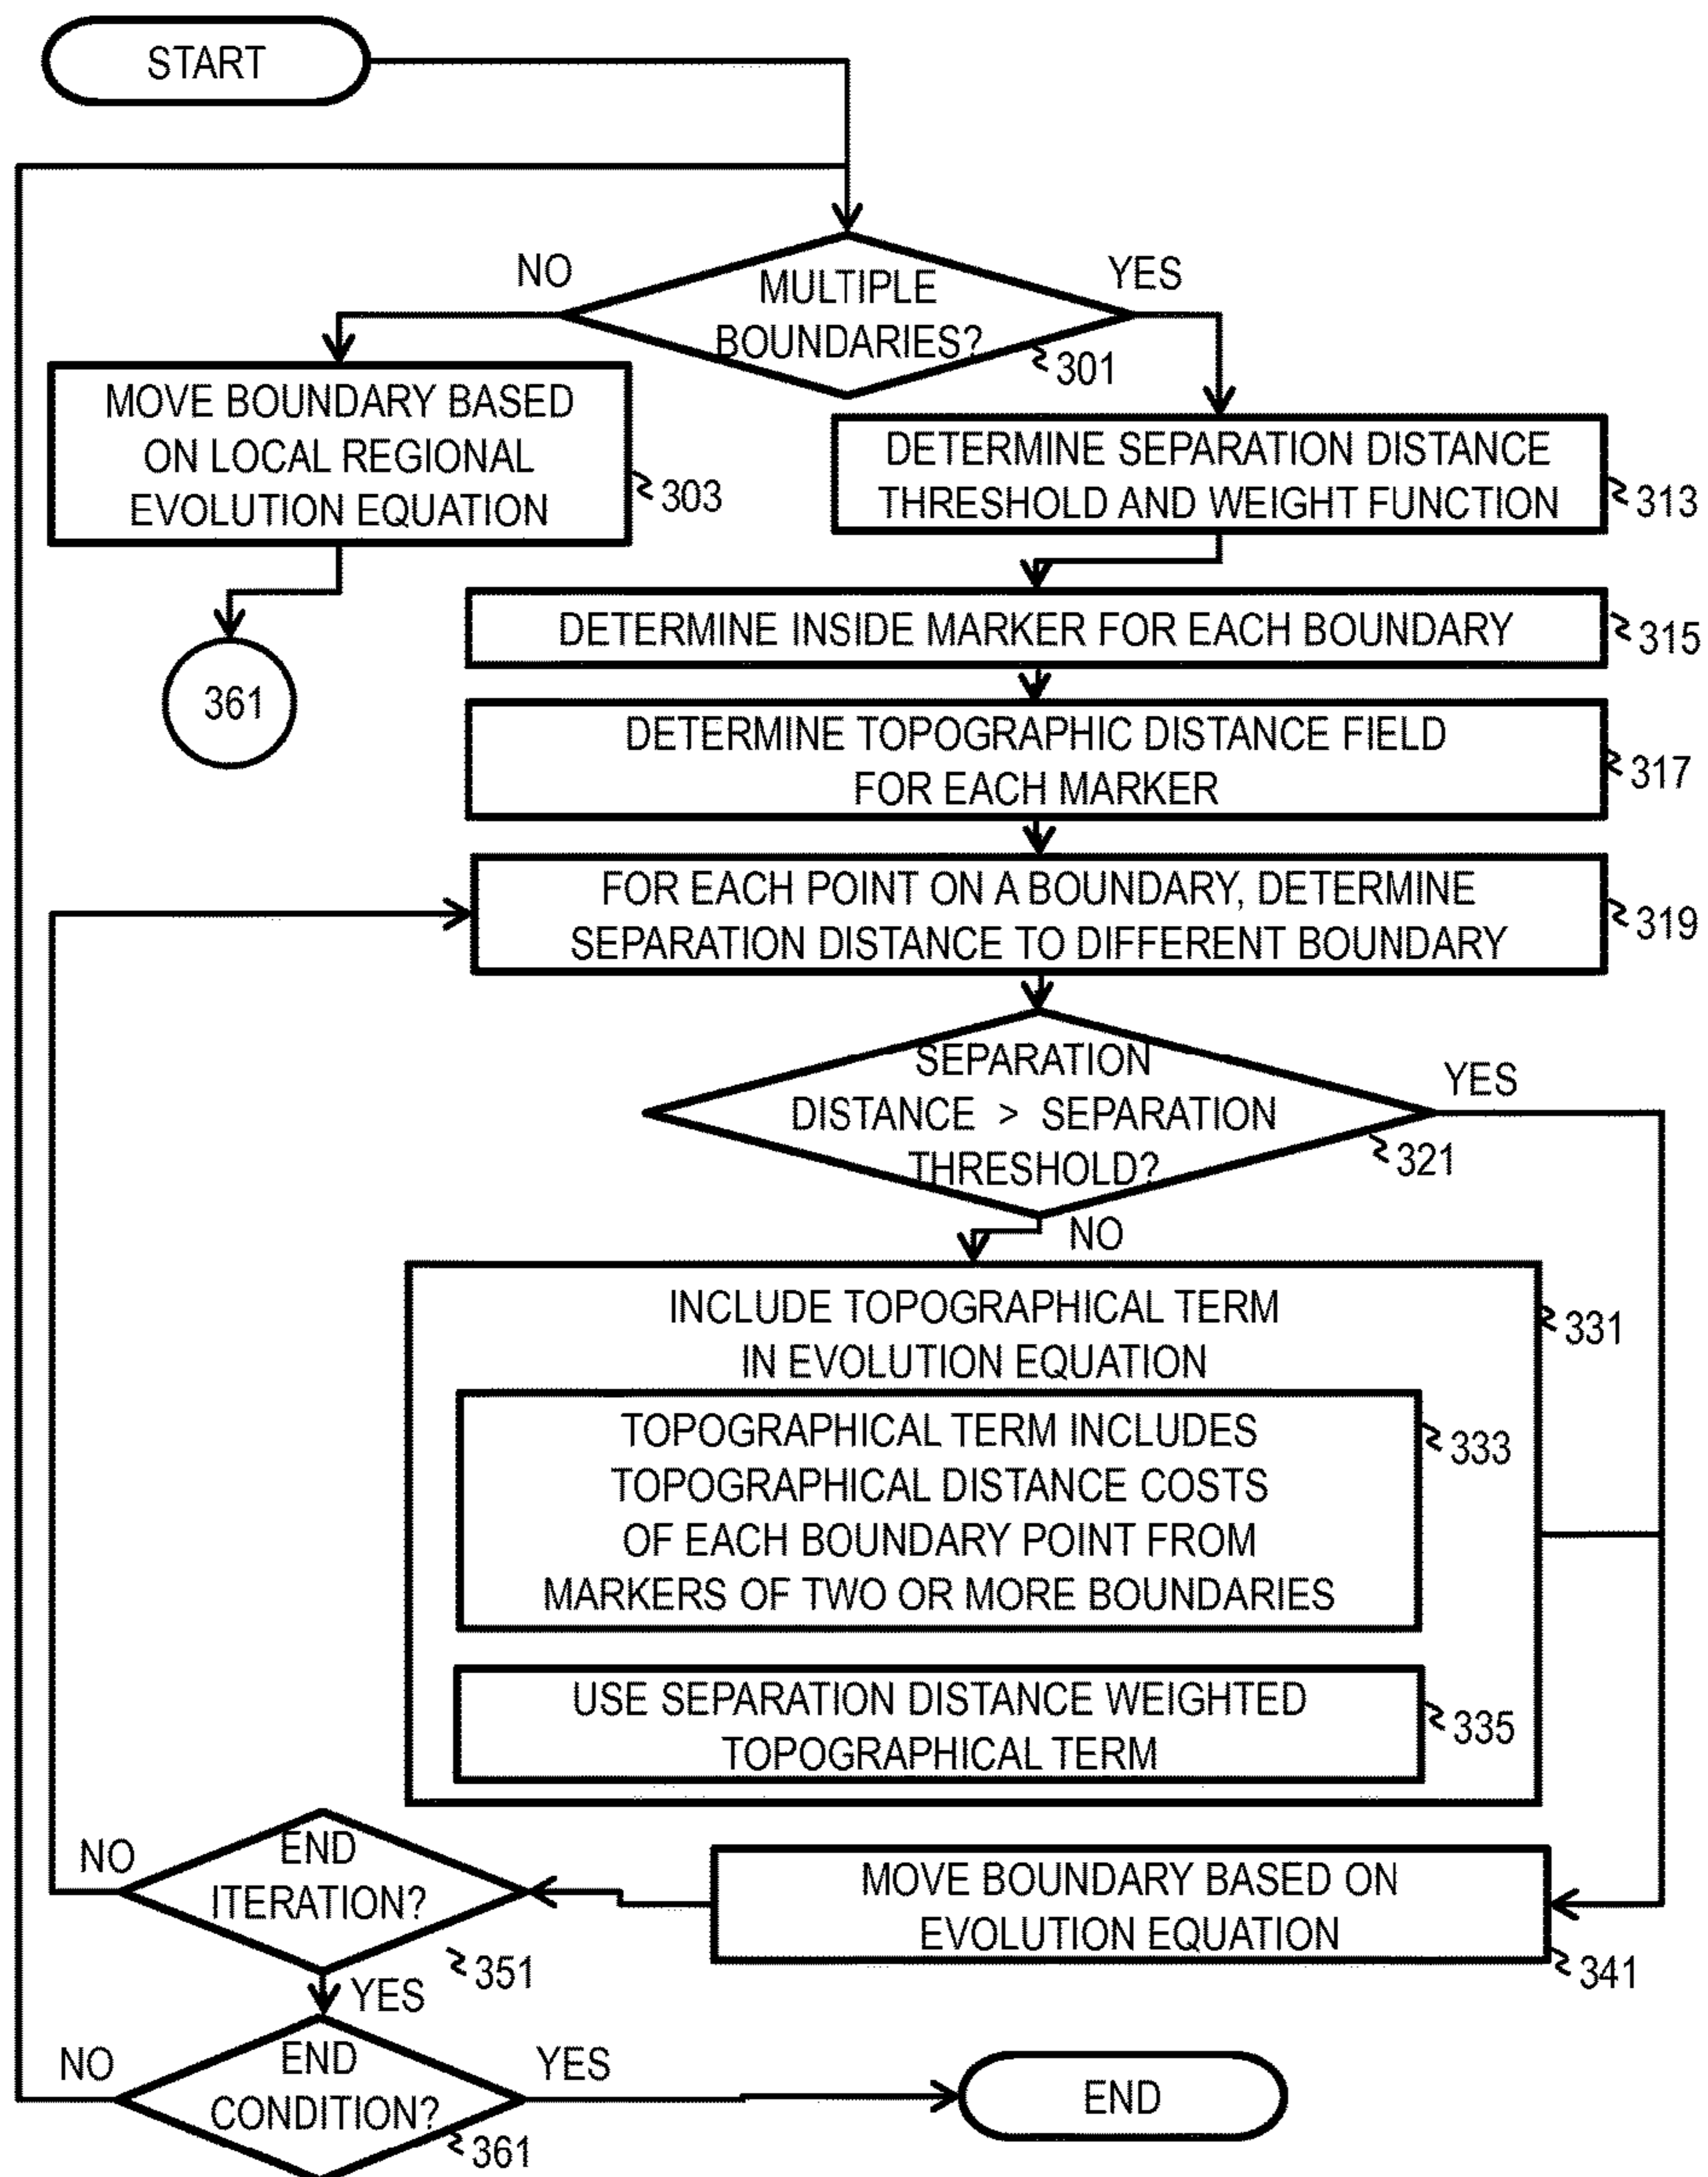 START
NO
YES
MULTIPLE
BOUNDARIES?
301
MOVE BOUNDARY BASED
ON LOCAL REGIONAL
EVOLUTION EQUATION
303
DETERMINE SEPARATION DISTANCE
THRESHOLD AND WEIGHT FUNCTION
313
DETERMINE INSIDE MARKER FOR EACH BOUNDARY
315
361
DETERMINE TOPOGRAPHIC DISTANCE FIELD
FOR EACH MARKER
317
FOR EACH POINT ON A BOUNDARY, DETERMINE
SEPARATION DISTANCE TO DIFFERENT BOUNDARY
319
SEPARATION
DISTANCE > SEPARATION
THRESHOLD?
YES
321
NO
INCLUDE TOPOGRAPHICAL TERM
IN EVOLUTION EQUATION
331
TOPOGRAPHICAL TERM INCLUDES
TOPOGRAPHICAL DISTANCE COSTS
OF EACH BOUNDARY POINT FROM
MARKERS OF TWO OR MORE BOUNDARIES
333
USE SEPARATION DISTANCE WEIGHTED
TOPOGRAPHICAL TERM
335
NO
END
ITERATION?
351
MOVE BOUNDARY BASED ON
EVOLUTION EQUATION
341
YES
NO
END
CONDITION?
361
YES
END